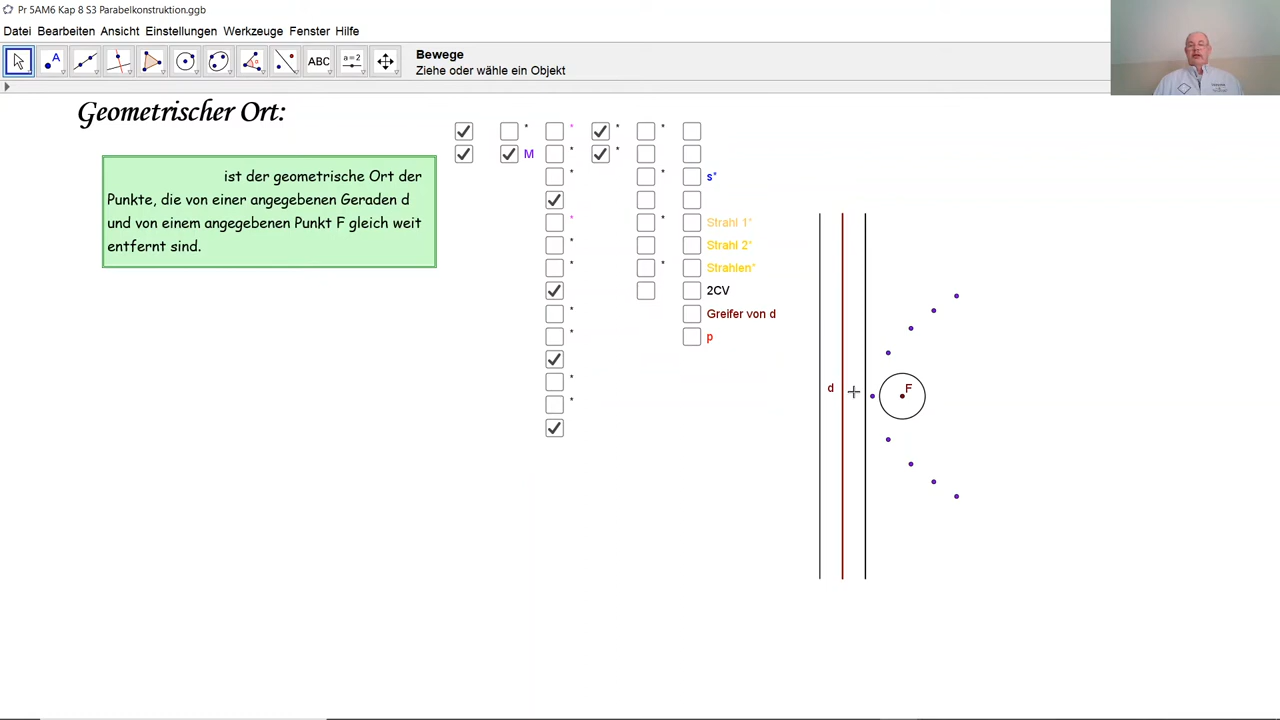 Pr 5AM6 Kap 8 S3 Parabelkonstruktion.ggb
Datei Bearbeiten Ansicht Einstellungen Werkzeuge Fenster Hilfe
A
ABC
a=2
Bewege
Ziehe oder wähle ein Objekt
Geometrischer Ort:
ist der geometrische Ort der
Punkte, die von einer angegebenen Geraden d
und von einem angegebenen Punkt F gleich weit
entfernt sind.
* * * *
* M * *
* * s*
* * Strahl 1*
* Strahl 2*
* * Strahlen*
2CV
* Greifer von d
* p
*
*
d
F